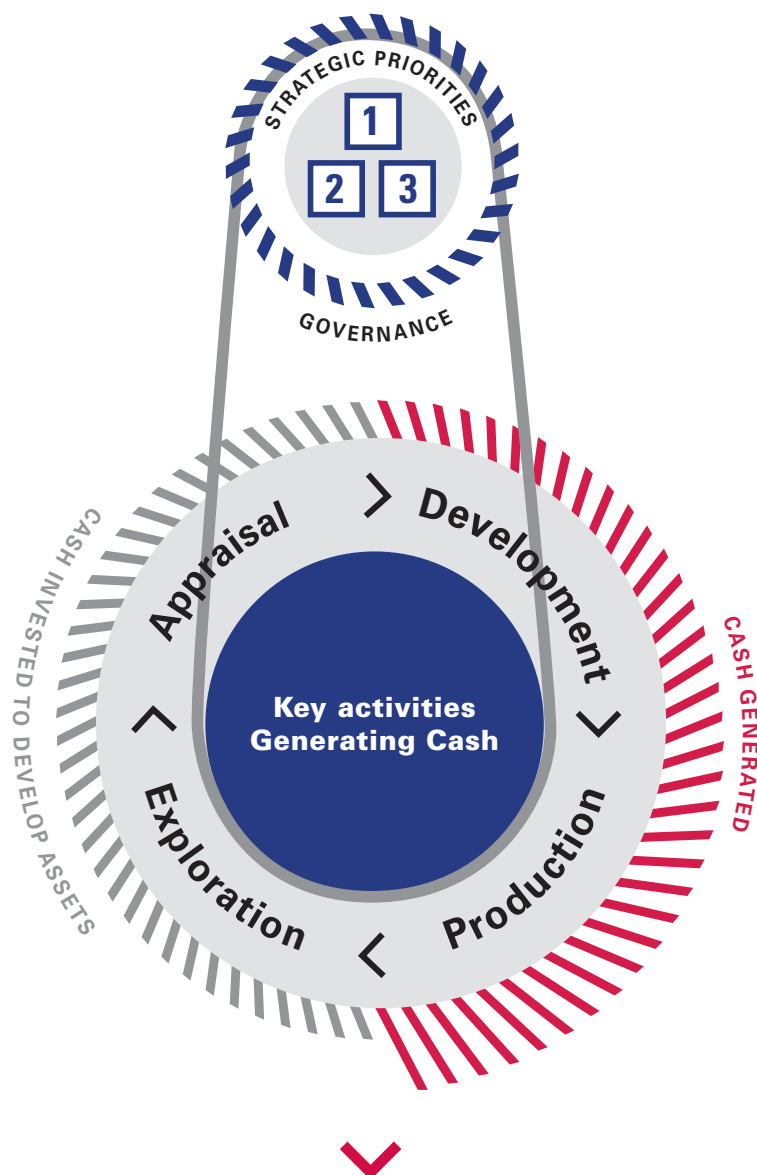 STRATEGIC PRIORITIES
1
2 3
GOVERNANCE
Appraisal
Development
CASH INVESTED TO DEVELOP ASSETS
CASH GENERATED
Key activities
Generating Cash
Exploration
Production